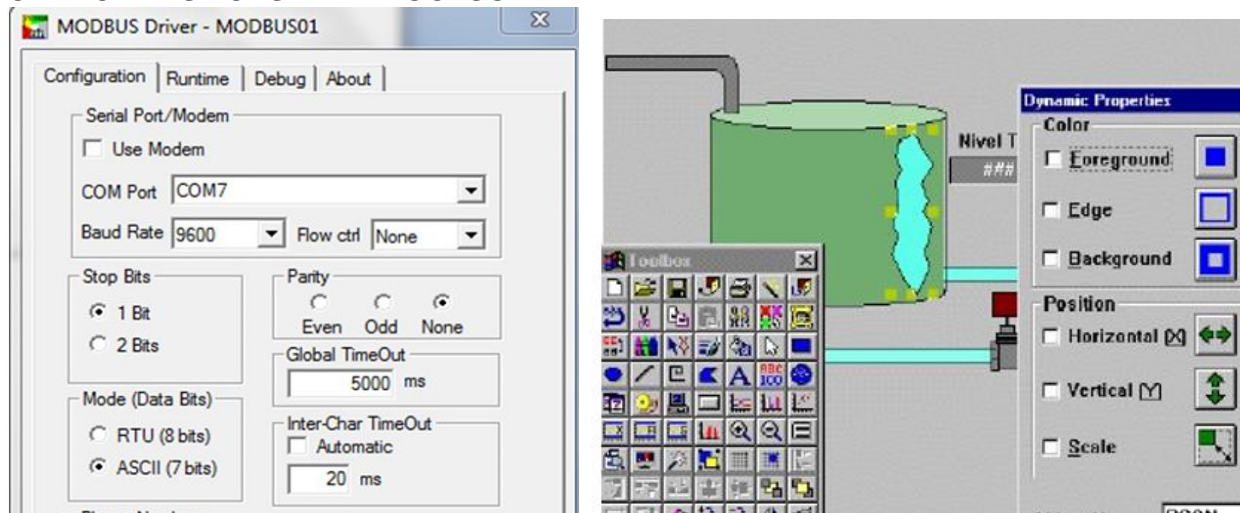 MODBUS Driver - MODBUS01
Configuration Runtime Debug About
Serial Port/Modem
Use Modem
COM Port COM7
Baud Rate 9600 Flow ctrl None
Stop Bits
1 Bit
2 Bits
Parity
Even Odd None
Global TimeOut
5000 ms
Mode (Data Bits)
RTU (8 bits)
ASCII (7 bits)
Inter-Char TimeOut
Automatic
20 ms
Nivel T
###
Toolbox
A
ABC
100
Dynamic Properties
Color
Foreground
Edge
Background
Position
Horizontal (X)
Vertical [Y]
Scale